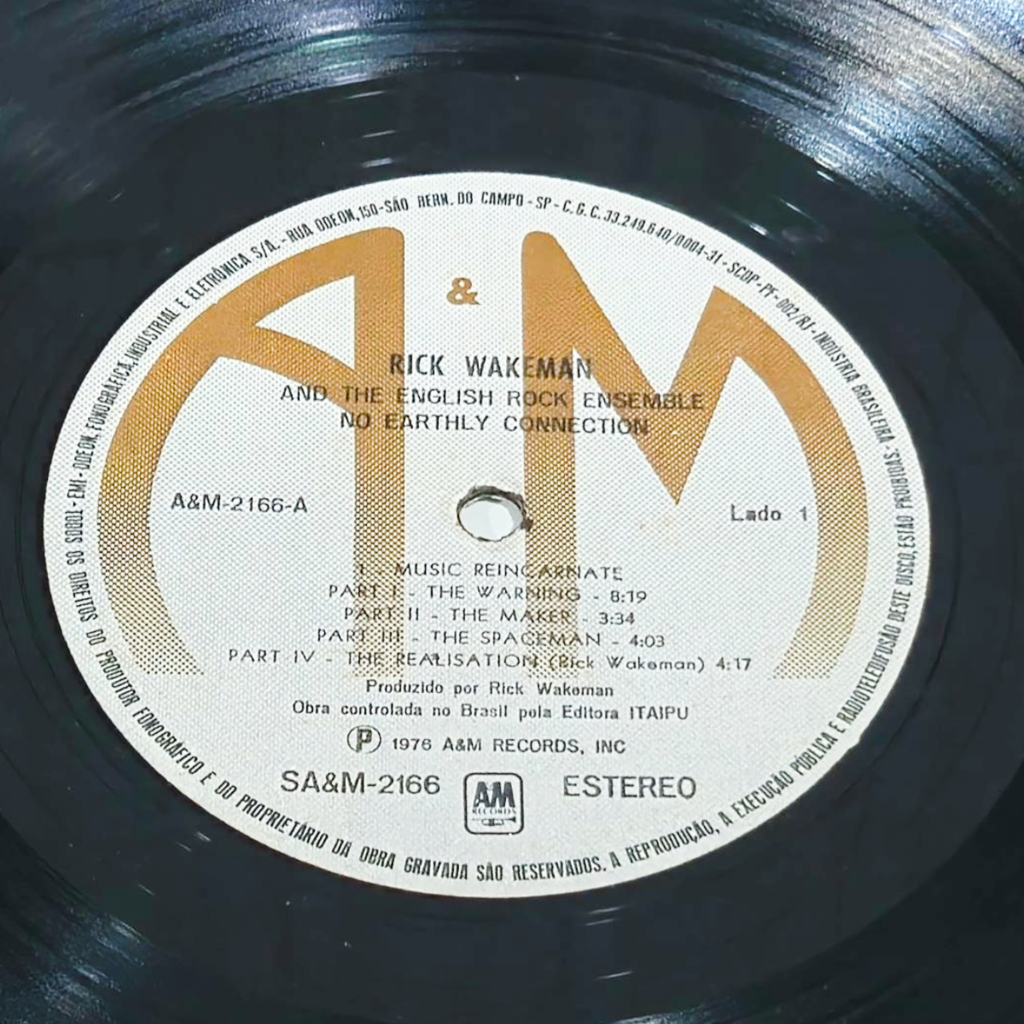 A & M
RICK WAKEMAN
AND THE ENGLISH ROCK ENSEMBLE
NO EARTHLY CONNECTION
A&M-2166-A
Lado 1
1 - MUSIC REINCARNATE
PART I - THE WARNING - 8:19
PART II - THE MAKER - 3:34
PART III - THE SPACEMAN - 4:03
PART IV - THE REALISATION (Rick Wakeman) 4:17
Produzido por Rick Wakeman
Obra controlada no Brasil pela Editora ITAIPU
Ⓟ 1976 A&M RECORDS, INC
SA&M-2166
AM
RECORDS
ESTEREO
SDOBL - EMI - ODEON, FONOGRÁFICA, INDUSTRIAL E ELETRÔNICA S/A. - RUA ODEON, 150 - SÃO BERN. DO CAMPO - SP - C.G.C. 33.249.640/0004-31 - SCDP-PF-002/RJ - INDÚSTRIA BRASILEIRA - TODOS OS DIREITOS DO PRODUTOR FONOGRÁFICO E DO PROPRIETÁRIO DA OBRA GRAVADA SÃO RESERVADOS. A REPRODUÇÃO, A EXECUÇÃO PÚBLICA E RADIOTELEDIFUSÃO DESTE DISCO, ESTÃO PROIBIDAS.